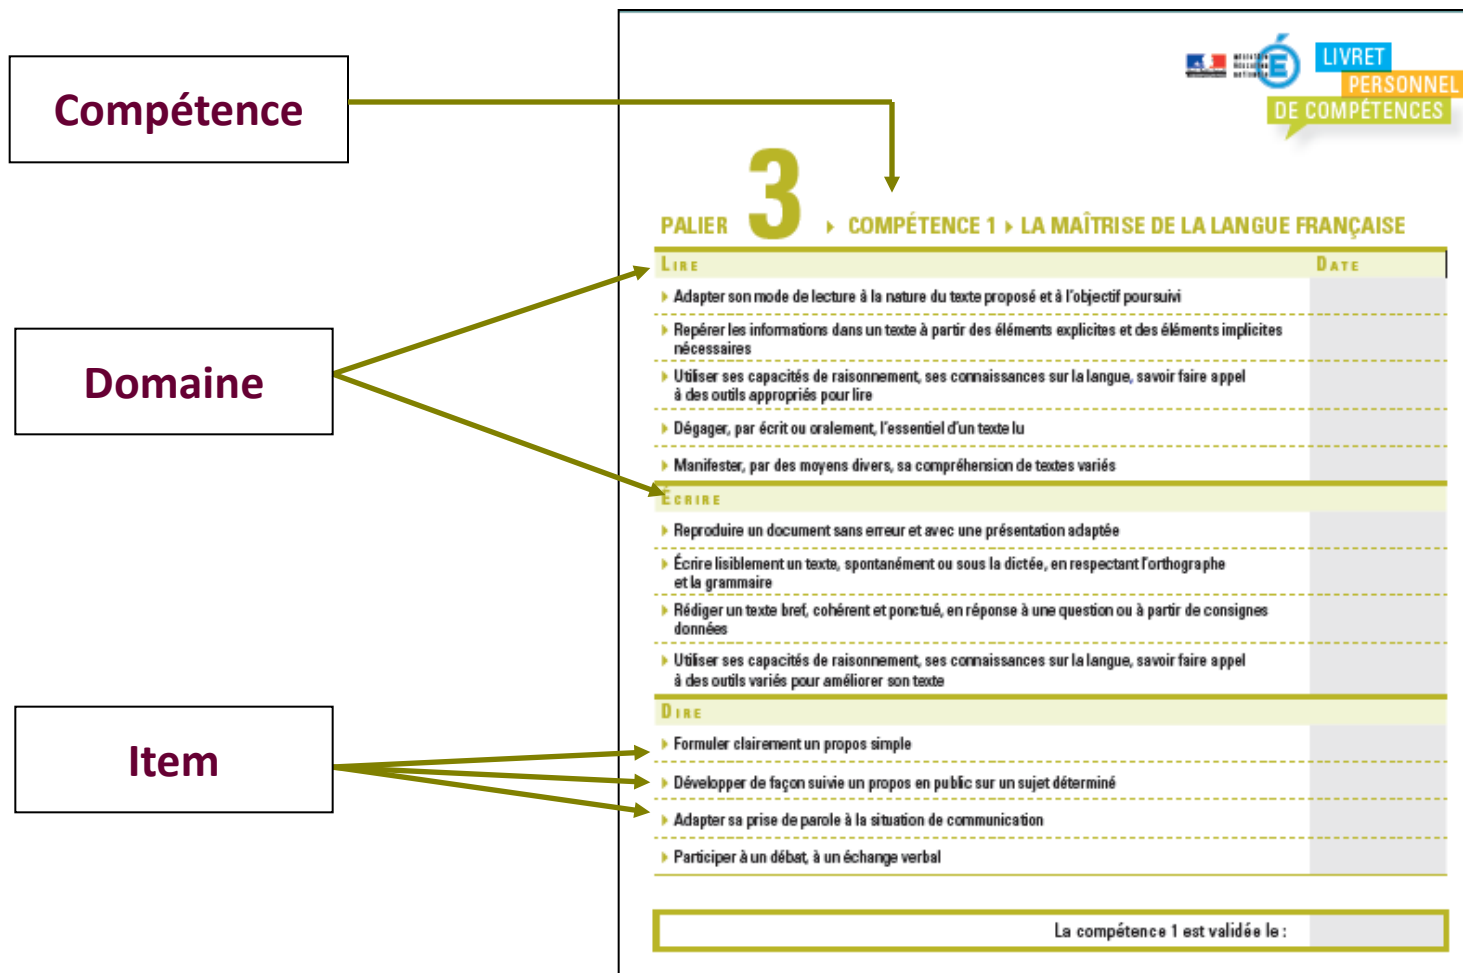 Compétence
Domaine
Item
LIVRET
PERSONNEL
DE COMPÉTENCES
PALIER 3 COMPÉTENCE 1 LA MAÎTRISE DE LA LANGUE FRANÇAISE
LIRE DATE
Adapter son mode de lecture à la nature du texte proposé et à l'objectif poursuivi
Repérer les informations dans un texte à partir des éléments explicites et des éléments implicites
nécessaires
Utiliser ses capacités de raisonnement, ses connaissances sur la langue, savoir faire appel
à des outils appropriés pour lire
Dégager, par écrit ou oralement, l'essentiel d'un texte lu
Manifester, par des moyens divers, sa compréhension de textes variés
ÉCRIRE
Reproduire un document sans erreur et avec une présentation adaptée
Écrire lisiblement un texte, spontanément ou sous la dictée, en respectant l'orthographe
et la grammaire
Rédiger un texte bref, cohérent et ponctué, en réponse à une question ou à partir de consignes
données
Utiliser ses capacités de raisonnement, ses connaissances sur la langue, savoir faire appel
à des outils variés pour améliorer son texte
DIRE
Formuler clairement un propos simple
Développer de façon suivie un propos en public sur un sujet déterminé
Adapter sa prise de parole à la situation de communication
Participer à un débat, à un échange verbal
La compétence 1 est validée le :